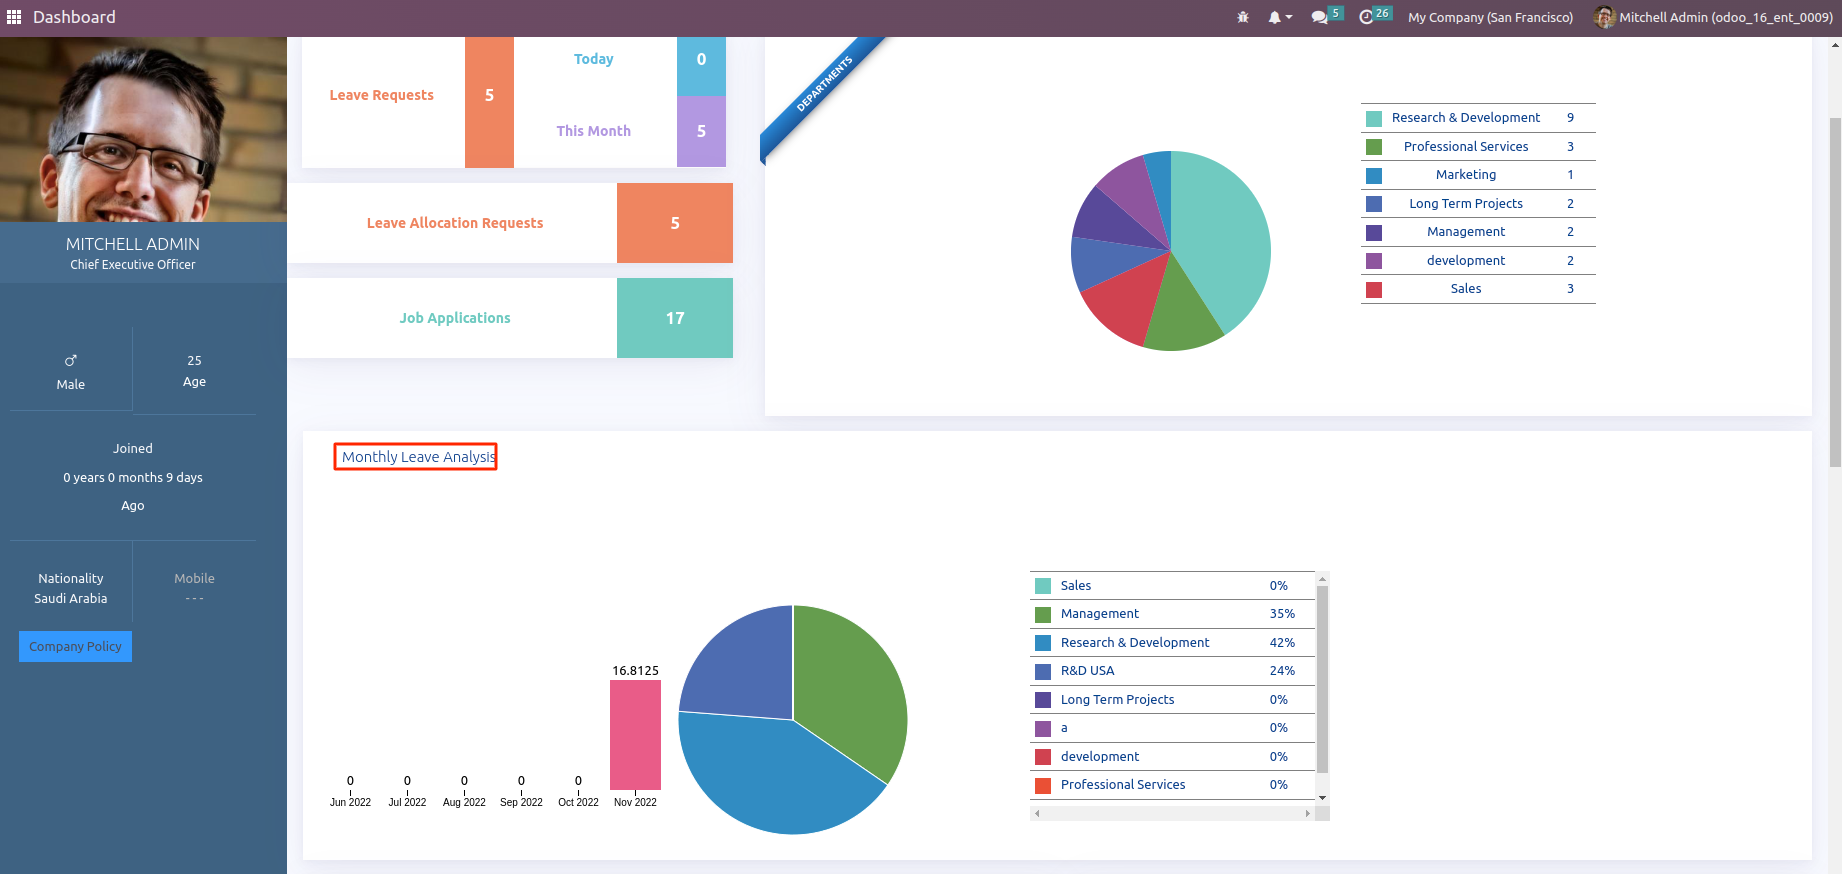 Dashboard
5
26
My Company (San Francisco)
Mitchell Admin (odoo_16_ent_0009)
MITCHELL ADMIN
Chief Executive Officer
Male
25
Age
Joined
0 years 0 months 9 days
Ago
Nationality
Saudi Arabia
Mobile
---
Company Policy
Leave Requests
5
Today
0
This Month
5
Leave Allocation Requests
5
Job Applications
17
DEPARTMENTS
Research & Development 9
Professional Services 3
Marketing 1
Long Term Projects 2
Management 2
development 2
Sales 3
Monthly Leave Analysis
16.8125
0 0 0 0 0
Jun 2022 Jul 2022 Aug 2022 Sep 2022 Oct 2022 Nov 2022
Sales 0%
Management 35%
Research & Development 42%
R&D USA 24%
Long Term Projects 0%
a 0%
development 0%
Professional Services 0%